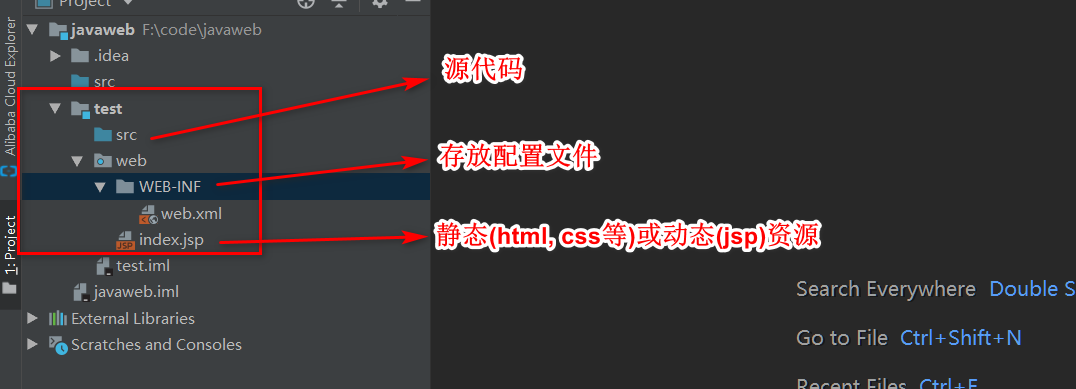 Project
Alibaba Cloud Explorer
1: Project
javaweb F:\code\javaweb
.idea
src
test
src
web
WEB-INF
web.xml
index.jsp
JSP
test.iml
javaweb.iml
External Libraries
Scratches and Consoles
源代码
存放配置文件
静态(html, css等)或动态(jsp)资源
Search Everywhere Double S
Go to File Ctrl+Shift+N
Recent Files Ctrl+E